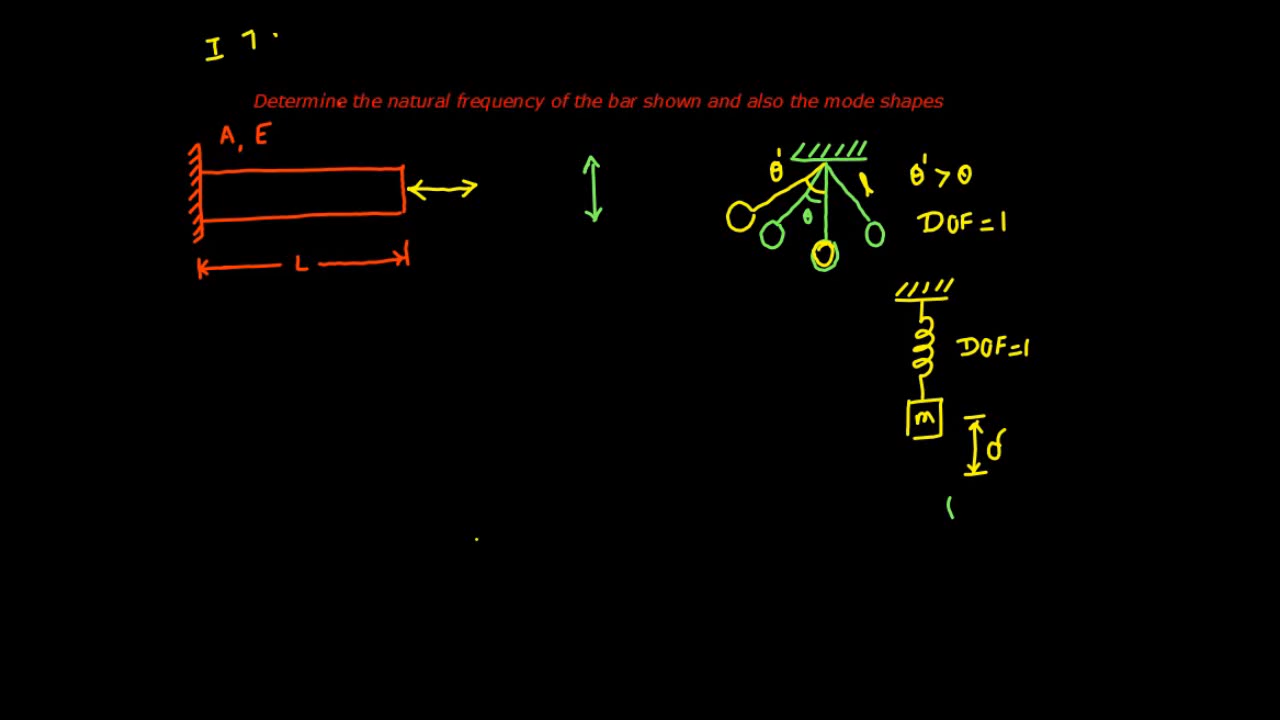 I 7.
Determine the natural frequency of the bar shown and also the mode shapes
A, E
L
θ'
θ
l
θ' > θ
DOF = 1
DOF = 1
m
σ
(